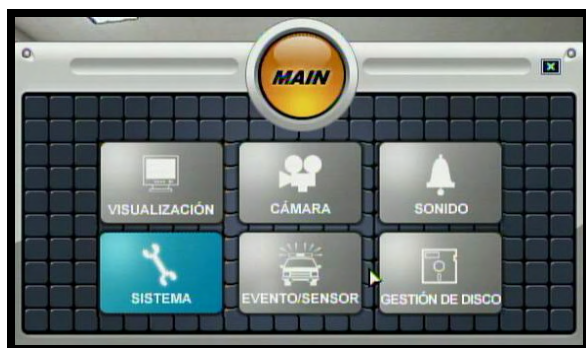 MAIN
VISUALIZACIÓN
CÁMARA
SONIDO
SISTEMA
EVENTO/SENSOR
GESTIÓN DE DISCO